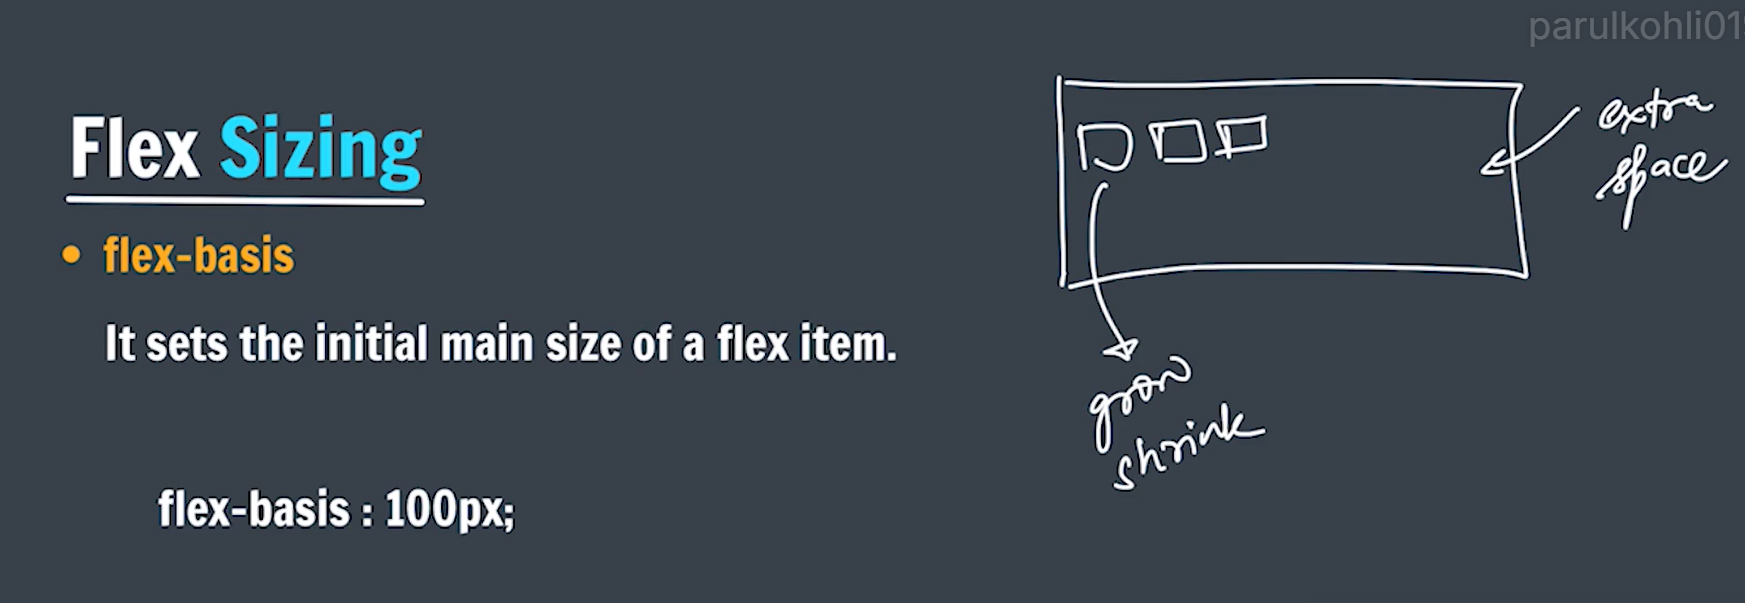 parulkohli01
Flex Sizing
• flex-basis
It sets the initial main size of a flex item.
flex-basis : 100px;
extra
space
grow
shrink